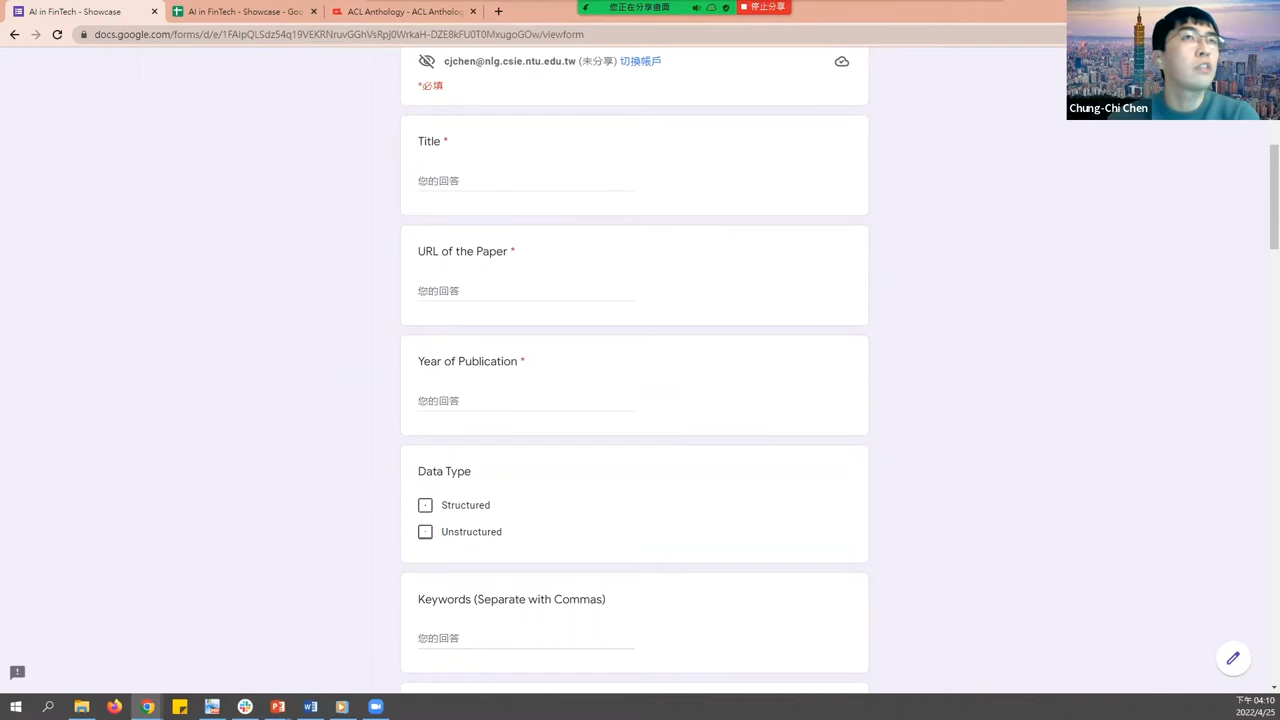 AI in FinTech - Showcase
AI in FinTech - Showcase - Goo
ACL Anthology - ACL Antholog
您正在分享畫面
停止分享
docs.google.com/forms/d/e/1FAIpQLSdz54q19VEKRNruvGGhVsRpj0WrkaH-DZE8kFU0T0MxugoGOw/viewform
Chung-Chi Chen
cjchen@nlg.csie.ntu.edu.tw (未分享) 切換帳戶
*必填
Title *
您的回答
URL of the Paper *
您的回答
Year of Publication *
您的回答
Data Type
Structured
Unstructured
Keywords (Separate with Commas)
您的回答
下午 04:10
2022/4/25